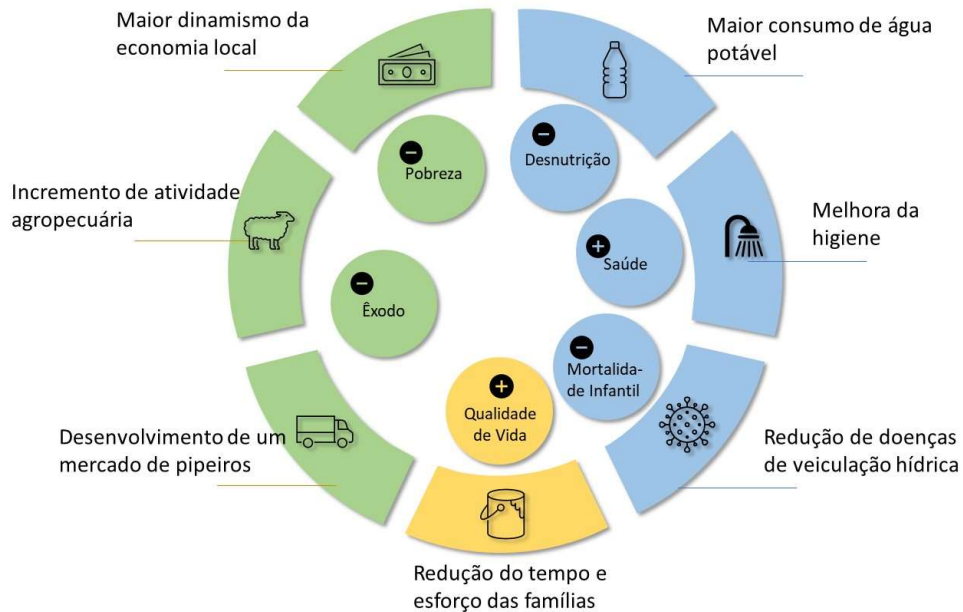 Maior dinamismo da
economia local
Maior consumo de água
potável
Pobreza
Desnutrição
Incremento de atividade
agropecuária
Melhora da
higiene
Saúde
Êxodo
Mortalida-
de Infantil
Qualidade
de Vida
Desenvolvimento de um
mercado de pipeiros
Redução de doenças
de veiculação hídrica
Redução do tempo e
esforço das famílias